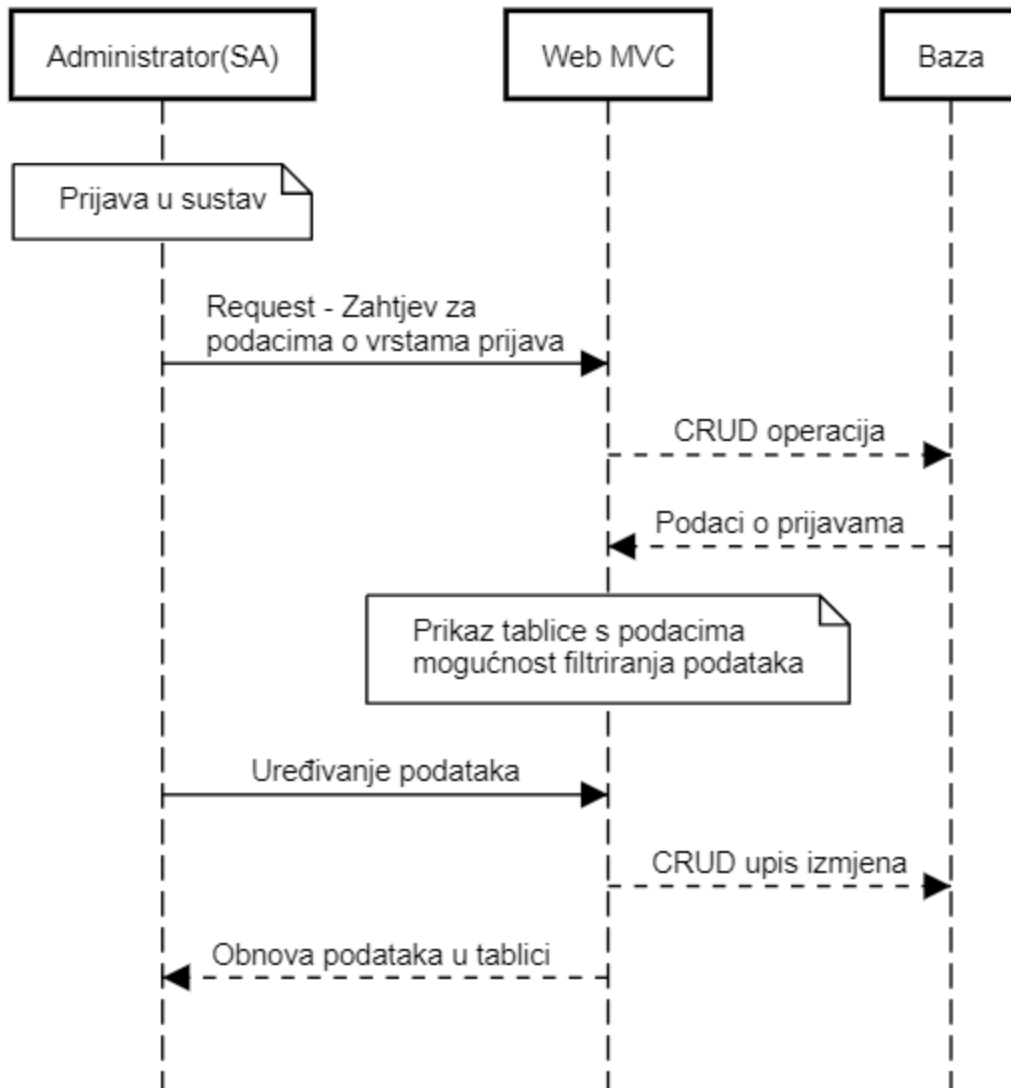 Administrator(SA)
Web MVC
Baza
Prijava u sustav
Request - Zahtjev za
podacima o vrstama prijava
CRUD operacija
Podaci o prijavama
Prikaz tablice s podacima
mogućnost filtriranja podataka
Uređivanje podataka
CRUD upis izmjena
Obnova podataka u tablici